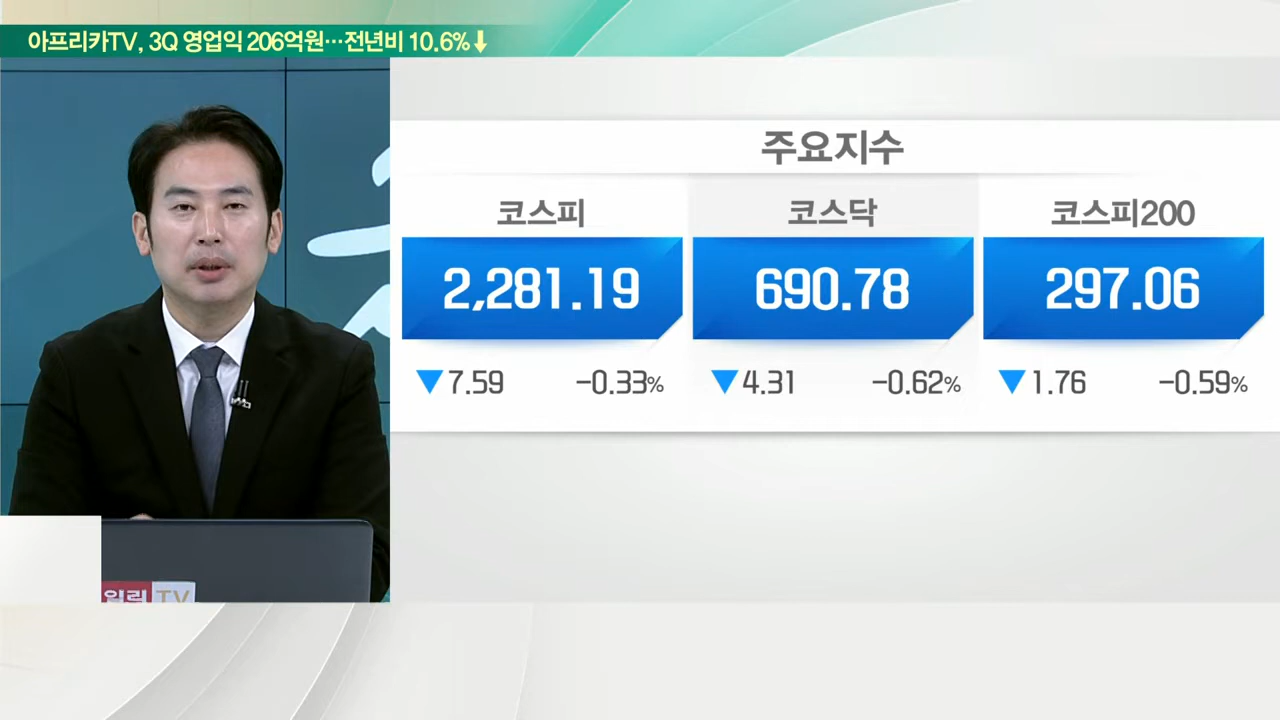 아프리카TV, 3Q 영업익 206억원…전년비 10.6%⬇
주요지수
코스피 코스닥 코스피200
2,281.19 690.78 297.06
▼7.59 -0.33% ▼4.31 -0.62% ▼1.76 -0.59%
TV